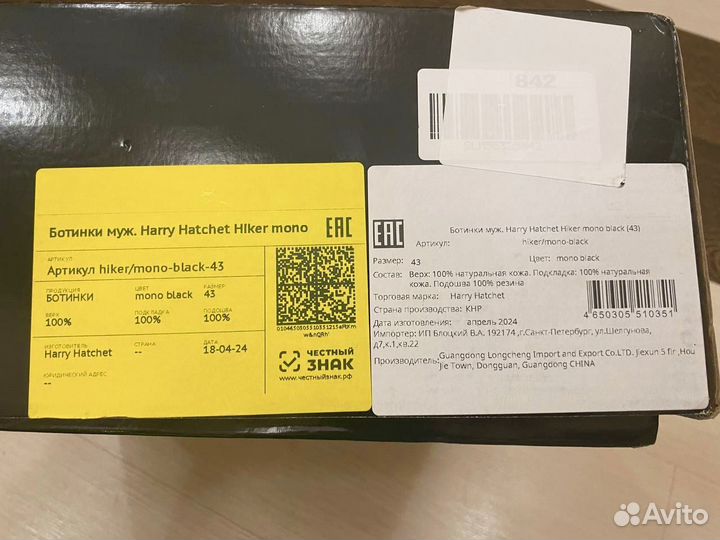 842
Ботинки муж. Harry Hatchet Hiker mono
EAC
АРТИКУЛ
Артикул hiker/mono-black-43
ПРОДУКЦИЯ ЦВЕТ РАЗМЕР
БОТИНКИ mono black 43
ВЕРХ ПОДКЛАДКА ПОДОШВА
100% 100% 100%
ИЗГОТОВИТЕЛЬ СТРАНА ДАТА
Harry Hatchet -- 18-04-24
ЮРИДИЧЕСКИЙ АДРЕС
--
ЧЕСТНЫЙ
ЗНАК
www.честныйзнак.рф
EAC
Ботинки муж. Harry Hatchet Hiker mono black (43)
Артикул: hiker/mono-black
Размер: 43 Цвет: mono black
Состав: Верх: 100% натуральная кожа. Подкладка: 100% натуральная
кожа. Подошва 100% резина
Торговая марка: Harry Hatchet
Страна производства: КНР
Дата изготовления: апрель 2024
Импортер: ИП Блоцкий В.А. 192174 ,г.Санкт-Петербург, ул.Шелгунова,
д7,к.1,кв.22
Производитель: Guangdong Longcheng Import and Export Co.LTD. Jiexun 5 flr ,Hou
Jie Town, Dongguan, Guangdong CHINA
4 650305 510351
Avito